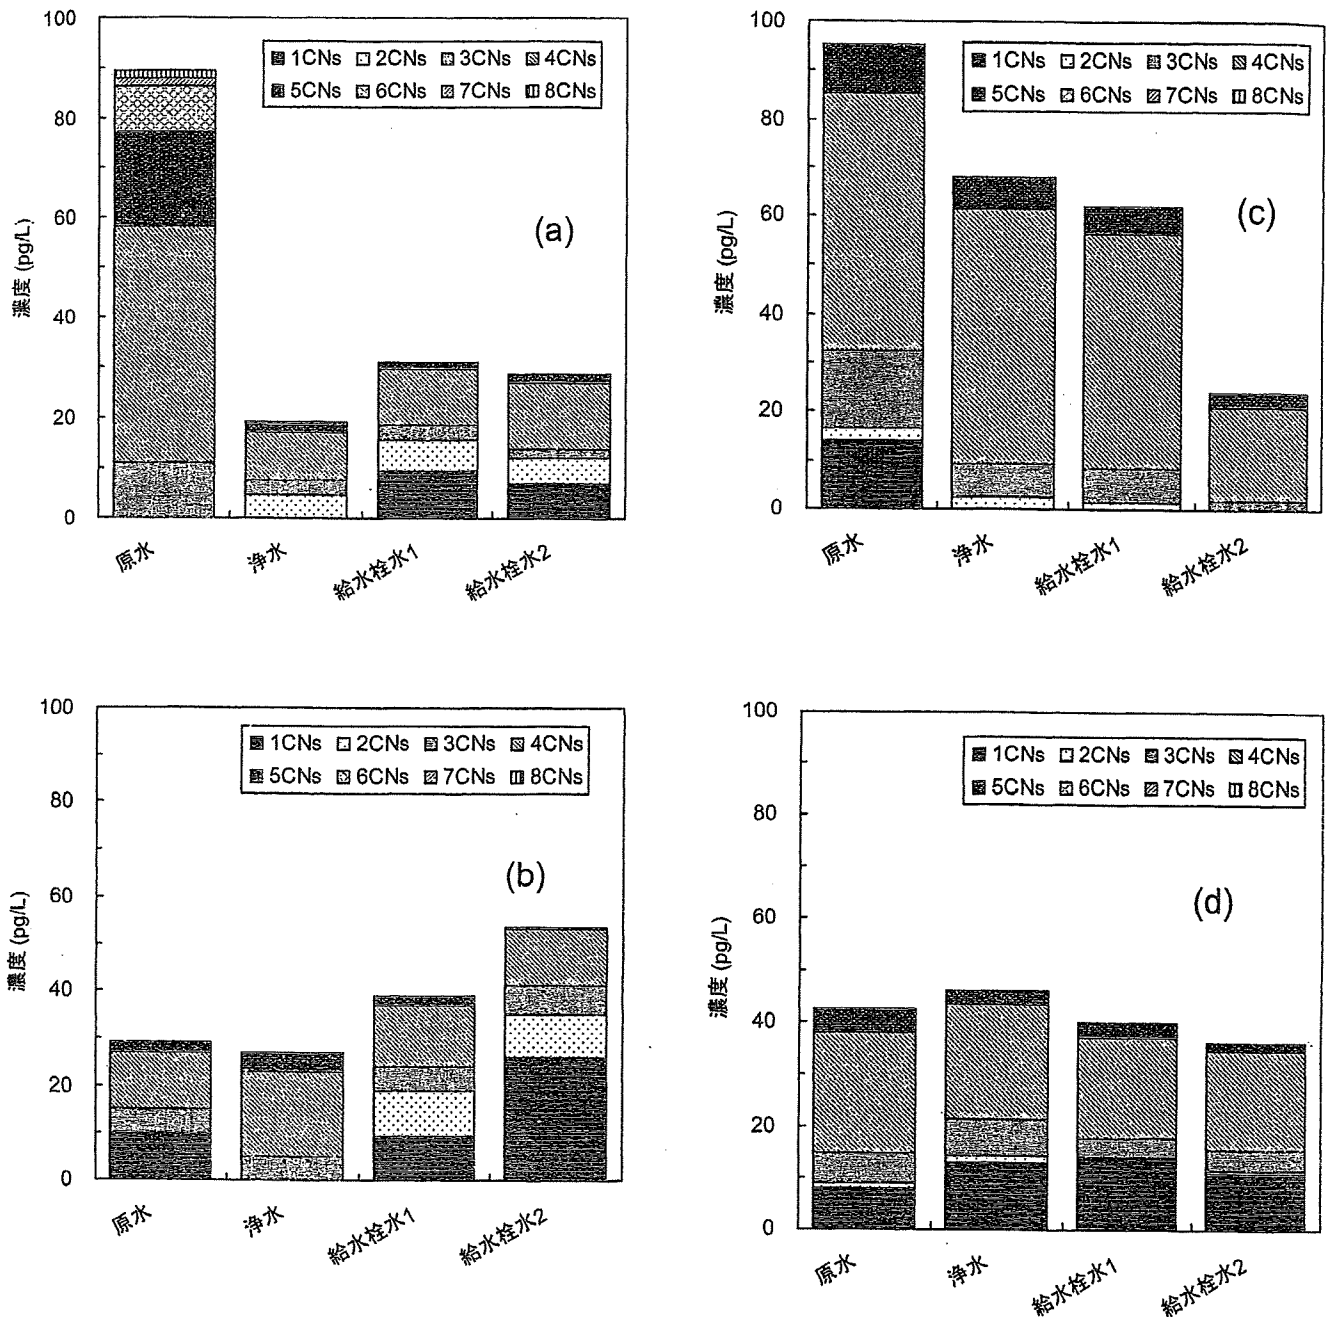 100
80
60
40
20
0
濃度 (pg/L)
1CNs 2CNs 3CNs 4CNs
5CNs 6CNs 7CNs 8CNs
(a)
原水
浄水
給水栓水1
給水栓水2
100
80
60
40
20
0
濃度 (pg/L)
1CNs 2CNs 3CNs 4CNs
5CNs 6CNs 7CNs 8CNs
(c)
原水
浄水
給水栓水1
給水栓水2
100
80
60
40
20
0
濃度 (pg/L)
1CNs 2CNs 3CNs 4CNs
5CNs 6CNs 7CNs 8CNs
(b)
原水
浄水
給水栓水1
給水栓水2
100
80
60
40
20
0
濃度 (pg/L)
1CNs 2CNs 3CNs 4CNs
5CNs 6CNs 7CNs 8CNs
(d)
原水
浄水
給水栓水1
給水栓水2